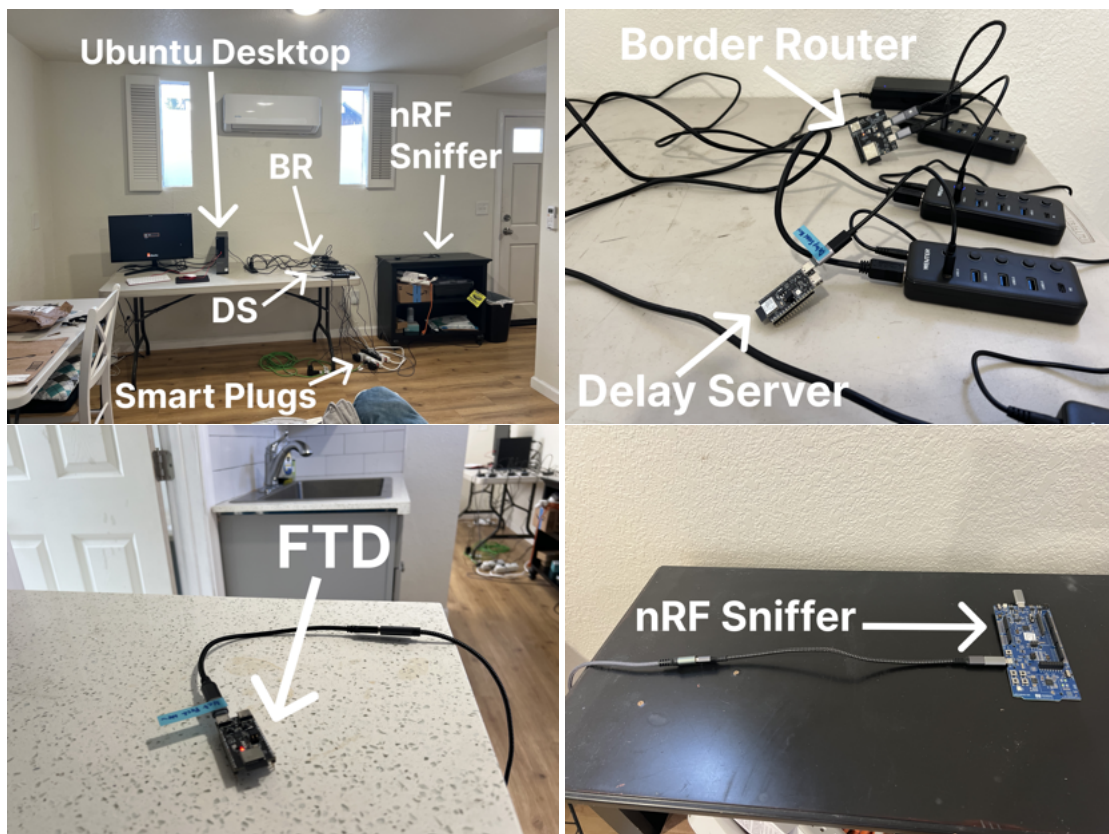 Ubuntu Desktop
nRF
Sniffer
BR
DS
Smart Plugs
Border Router
Delay Server
FTD
nRF Sniffer